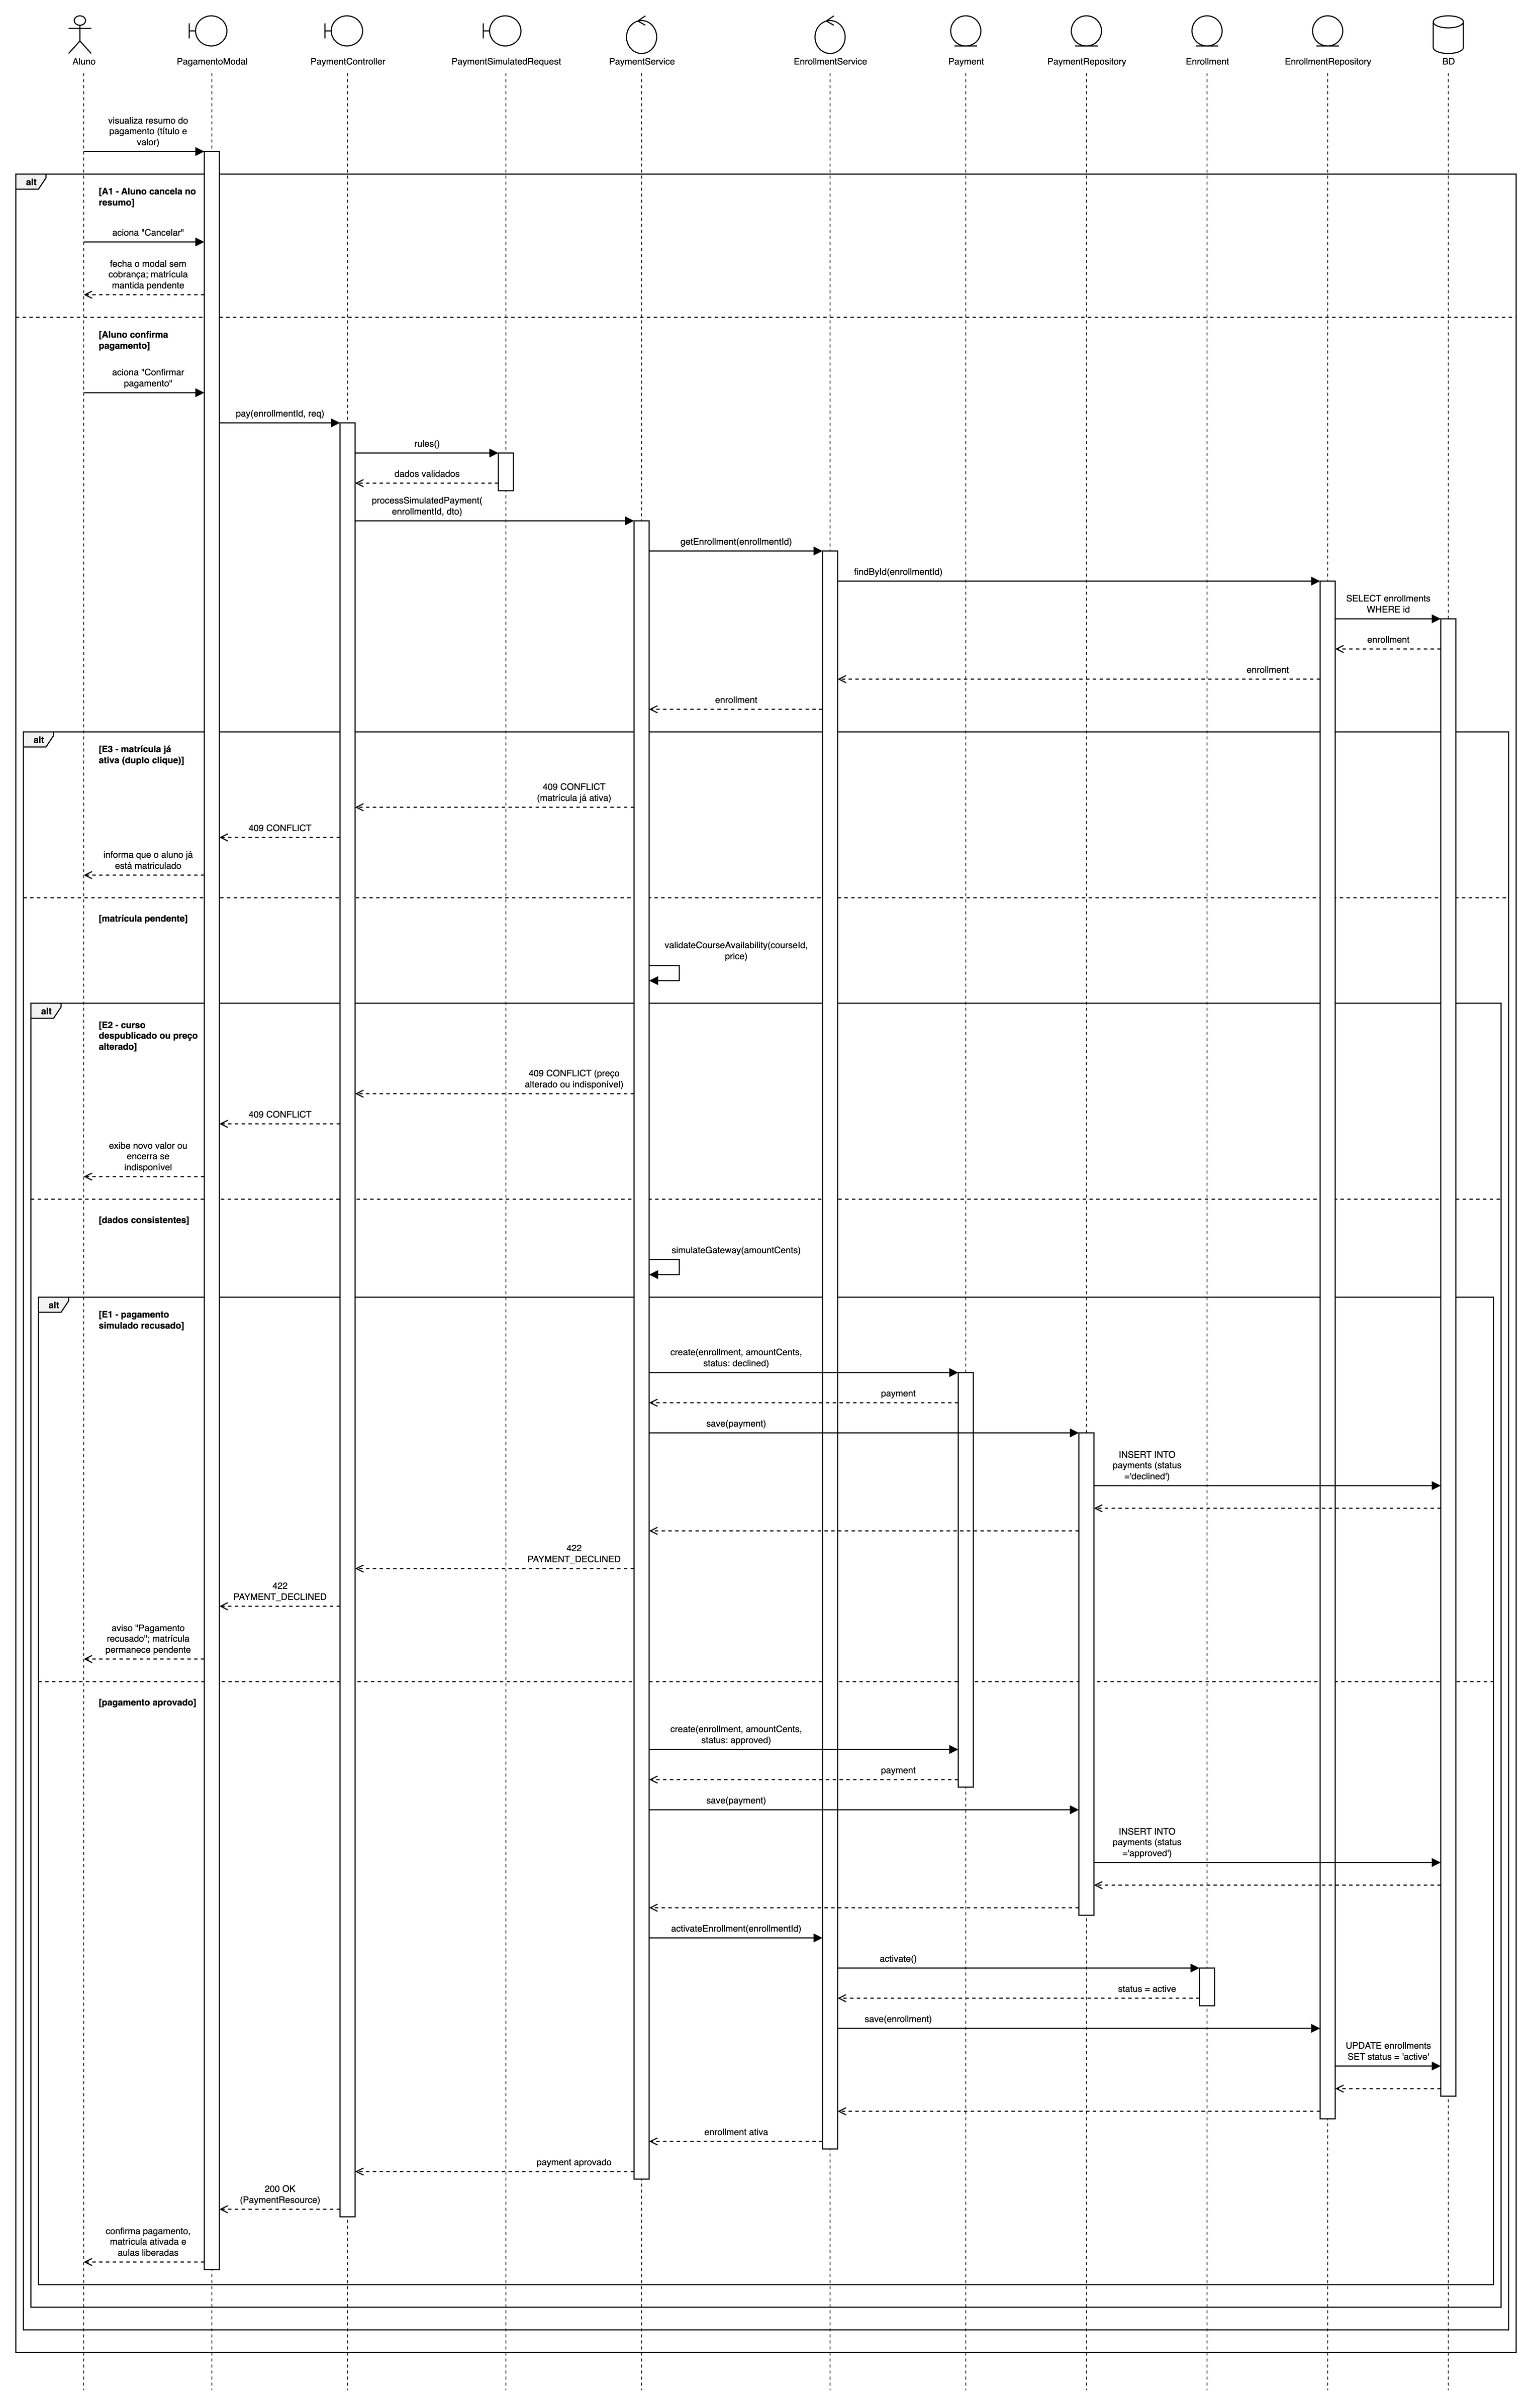 Aluno
PagamentoModal
PaymentController
PaymentSimulatedRequest
PaymentService
EnrollmentService
Payment
PaymentRepository
Enrollment
EnrollmentRepository
BD
visualiza resumo do
pagamento (título e
valor)
alt
[A1 - Aluno cancela no
resumo]
aciona "Cancelar"
fecha o modal sem
cobrança; matrícula
mantida pendente
[Aluno confirma
pagamento]
aciona "Confirmar
pagamento"
pay(enrollmentId, req)
rules()
dados validados
processSimulatedPayment(
enrollmentId, dto)
getEnrollment(enrollmentId)
findById(enrollmentId)
SELECT enrollments
WHERE id
enrollment
enrollment
enrollment
alt
[E3 - matrícula já
ativa (duplo clique)]
409 CONFLICT
(matrícula já ativa)
409 CONFLICT
informa que o aluno já
está matriculado
[matrícula pendente]
validateCourseAvailability(courseId,
price)
alt
[E2 - curso
despublicado ou preço
alterado]
409 CONFLICT (preço
alterado ou indisponível)
409 CONFLICT
exibe novo valor ou
encerra se
indisponível
[dados consistentes]
simulateGateway(amountCents)
alt
[E1 - pagamento
simulado recusado]
create(enrollment, amountCents,
status: declined)
payment
save(payment)
INSERT INTO
payments (status
='declined')
422
PAYMENT_DECLINED
422
PAYMENT_DECLINED
aviso "Pagamento
recusado"; matrícula
permanece pendente
[pagamento aprovado]
create(enrollment, amountCents,
status: approved)
payment
save(payment)
INSERT INTO
payments (status
='approved')
activateEnrollment(enrollmentId)
activate()
status = active
save(enrollment)
UPDATE enrollments
SET status = 'active'
enrollment ativa
payment aprovado
200 OK
(PaymentResource)
confirma pagamento,
matrícula ativada e
aulas liberadas